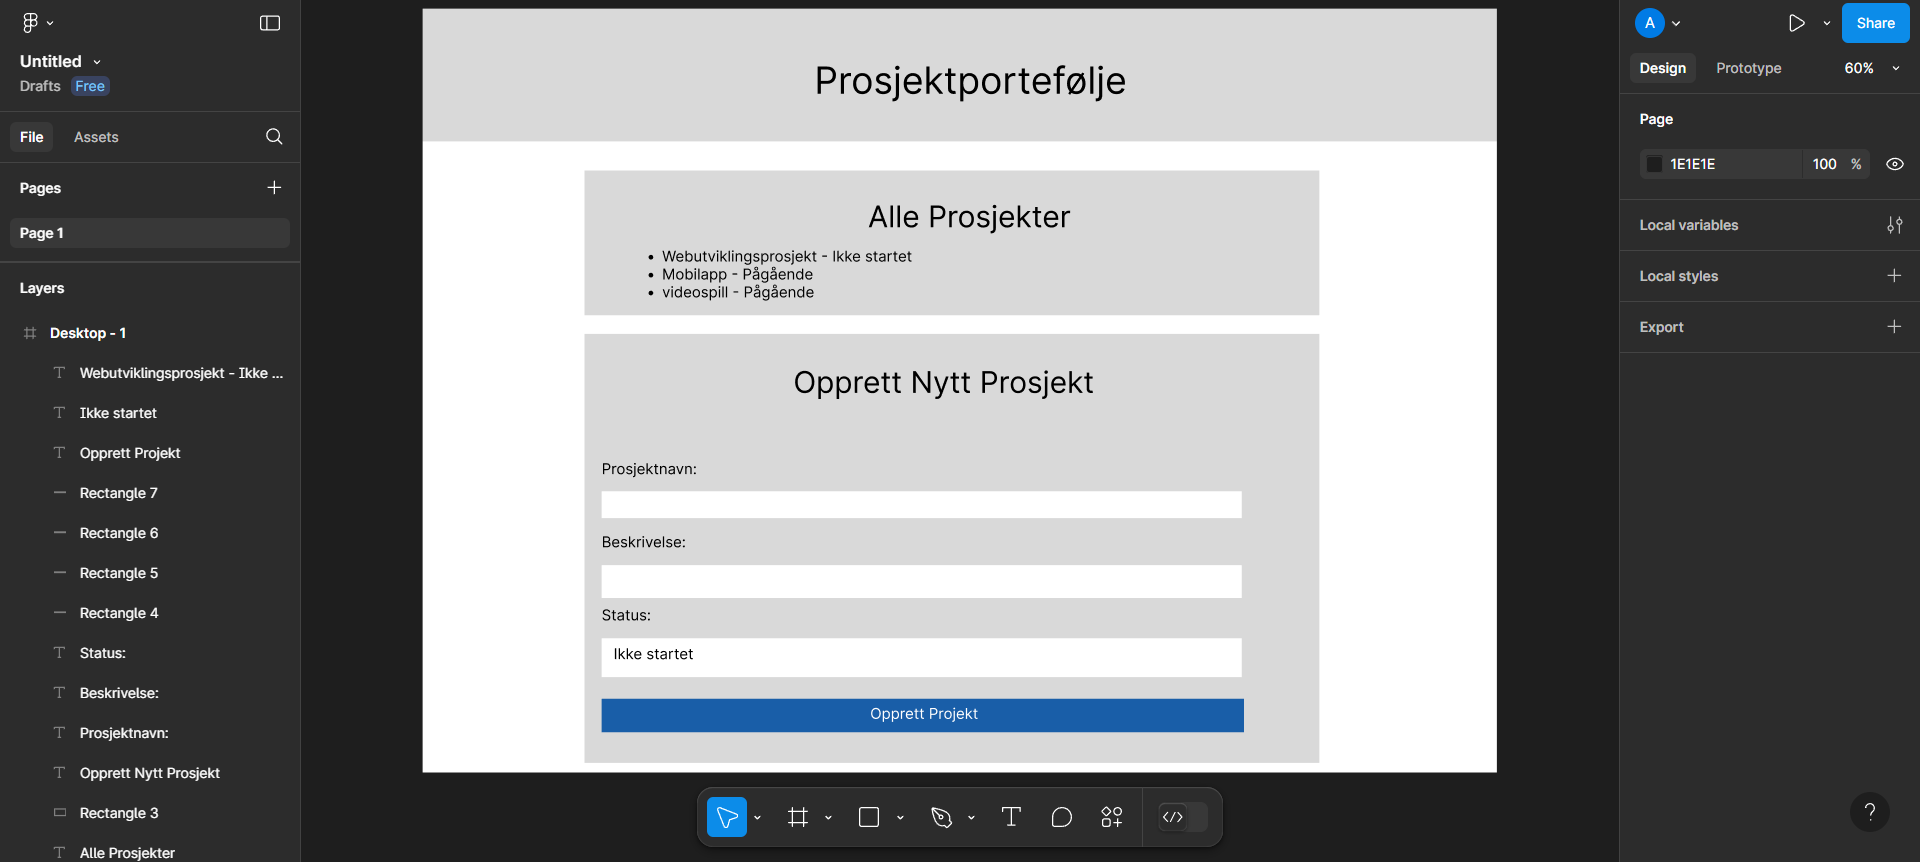 Untitled
Drafts Free
File Assets
Pages
Page 1
Layers
Desktop - 1
Webutviklingsprosjekt - Ikke ...
Ikke startet
Opprett Projekt
Rectangle 7
Rectangle 6
Rectangle 5
Rectangle 4
Status:
Beskrivelse:
Prosjektnavn:
Opprett Nytt Prosjekt
Rectangle 3
Alle Prosjekter
Prosjektportefølje
Alle Prosjekter
• Webutviklingsprosjekt - Ikke startet
• Mobilapp - Pågående
• videospill - Pågående
Opprett Nytt Prosjekt
Prosjektnavn:
Beskrivelse:
Status:
Ikke startet
Opprett Projekt
A
Share
Design Prototype 60%
Page
1E1E1E 100 %
Local variables
Local styles
Export
?